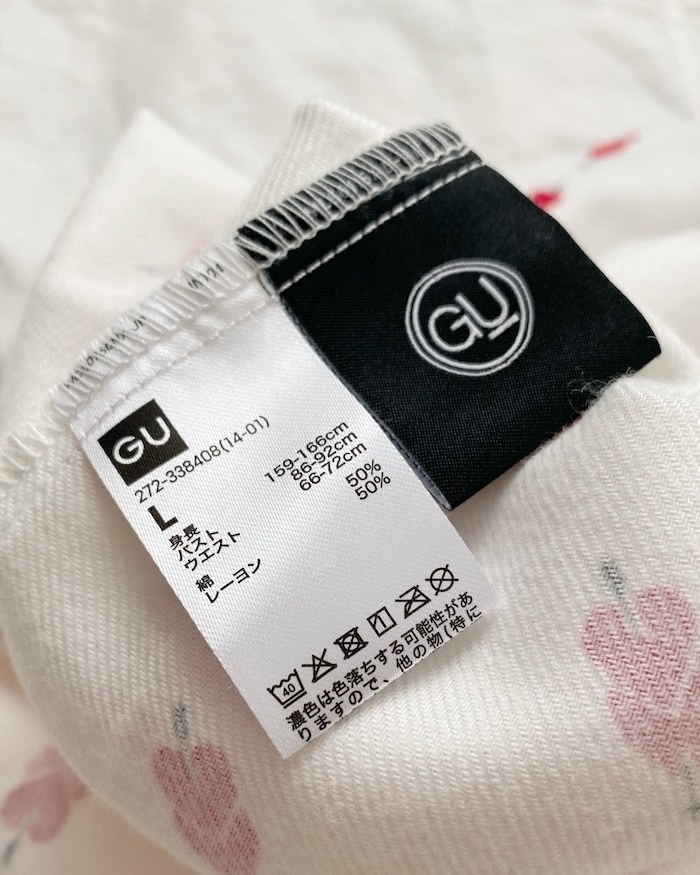 GU
GU
272-338408(14-01)
L
身長 159-166cm
バスト 86-92cm
ウエスト 66-72cm
綿 50%
レーヨン 50%
40
濃色は色落ちする可能性があ
りますので、他の物(特に